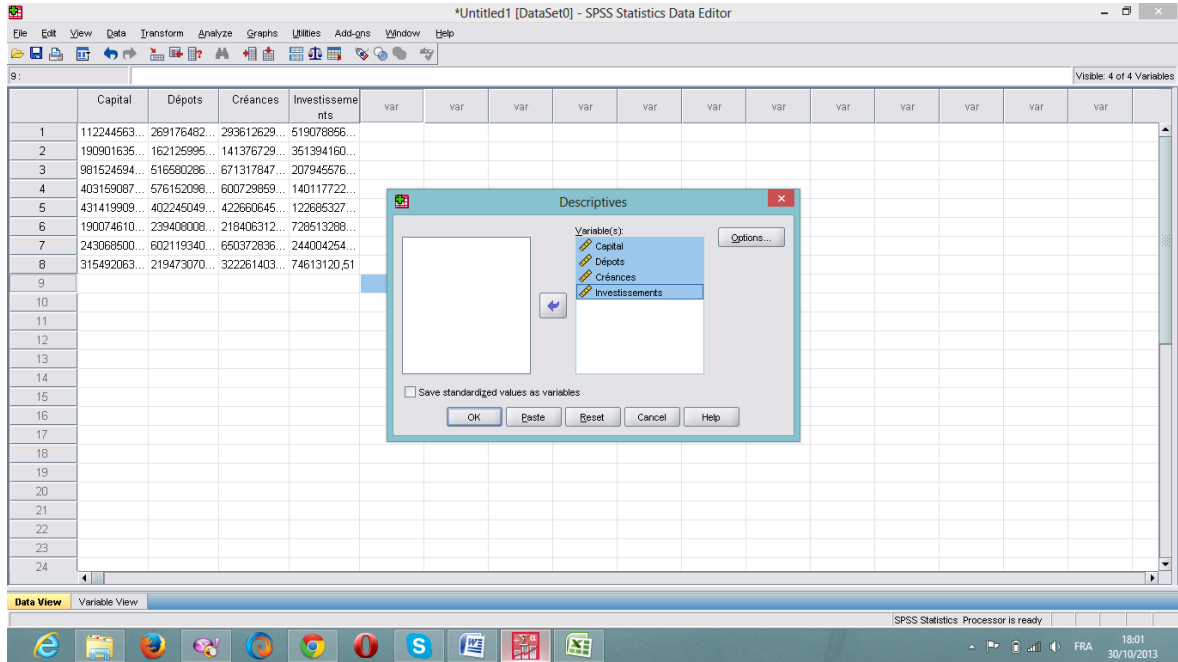 *Untitled1 [DataSet0] - SPSS Statistics Data Editor
File Edit View Data Transform Analyze Graphs Utilities Add-ons Window Help
9 :
Visible: 4 of 4 Variables
Capital Dépots Créances Investissements var var var var var var var var var var var var
1 112244563... 269176482... 293612629... 519078856...
2 190901635... 162125995... 141376729... 351394160...
3 981524594... 516580286... 671317847... 207945576...
4 403159087... 576152098... 600729859... 140117722...
5 431419909... 402245049... 422660645... 122685327...
6 190074610... 239408008... 218406312... 728513288...
7 243068500... 602119340... 650372836... 244004254...
8 315492063... 219473070... 322261403... 74613120,51
9
10
11
12
13
14
15
16
17
18
19
20
21
22
23
24
Descriptives
Variable(s):
Capital
Dépots
Créances
Investissements
Options...
Save standardized values as variables
OK Paste Reset Cancel Help
Data View Variable View
SPSS Statistics Processor is ready
FRA
18:01
30/10/2013